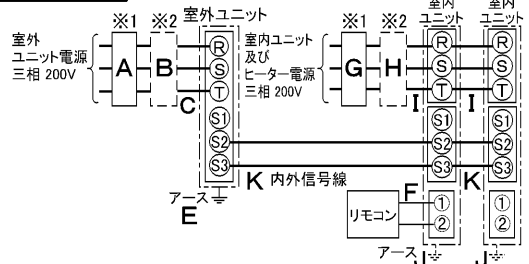 ※1 ※2 室外ユニット
室外
ユニット電源
三相 200V
A B C
R
S
T
S1
S2
S3
アース
E
※1 ※2
室内ユニット
及び
ヒーター電源
三相 200V
G H I I
室内
ユニット
室内
ユニット
R
S
T
S1
S2
S3
①
②
R
S
T
S1
S2
S3
①
②
K 内外信号線
K
F
リモコン
アース J J